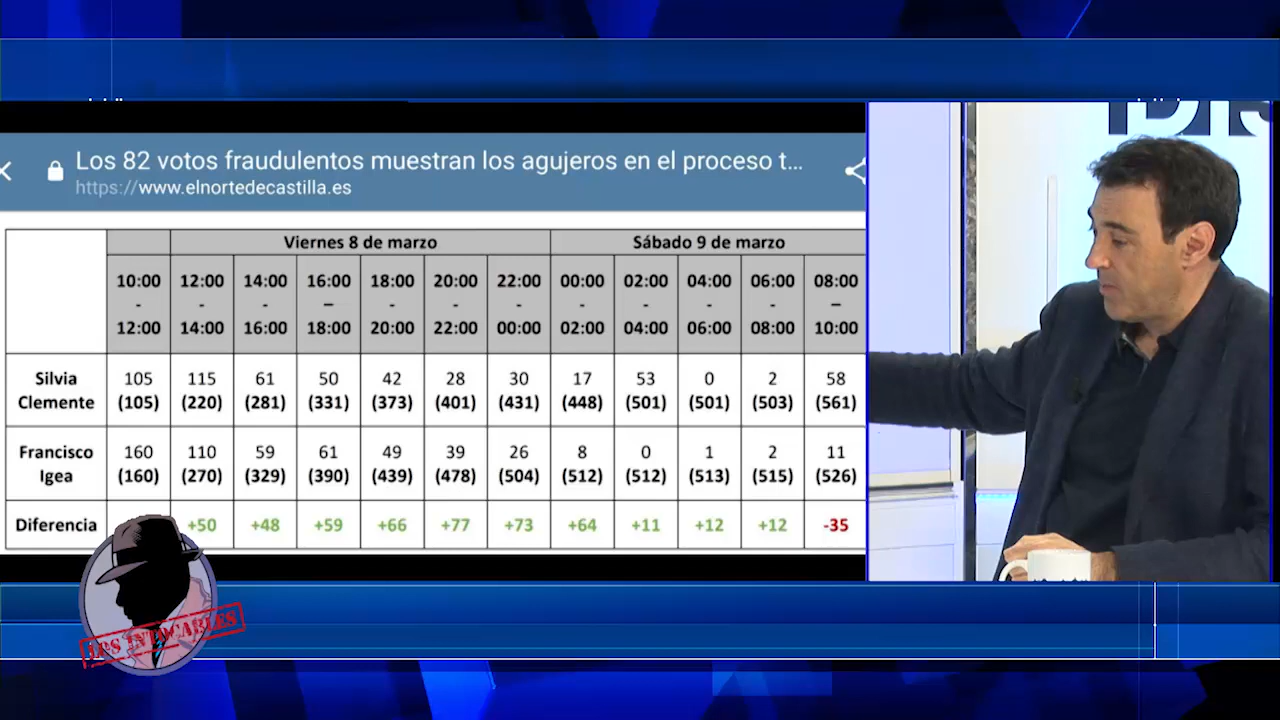 Los 82 votos fraudulentos muestran los agujeros en el proceso t...
https://www.elnortedecastilla.es
Viernes 8 de marzo Sábado 9 de marzo
10:00 12:00 14:00 16:00 18:00 20:00 22:00 00:00 02:00 04:00 06:00 08:00
- - - – - - - - - - - –
12:00 14:00 16:00 18:00 20:00 22:00 00:00 02:00 04:00 06:00 08:00 10:00
Silvia 105 115 61 50 42 28 30 17 53 0 2 58
Clemente (105) (220) (281) (331) (373) (401) (431) (448) (501) (501) (503) (561)
Francisco 160 110 59 61 49 39 26 8 0 1 2 11
Igea (160) (270) (329) (390) (439) (478) (504) (512) (512) (513) (515) (526)
Diferencia +50 +48 +59 +66 +77 +73 +64 +11 +12 +12 -35
LOS INTOCABLES